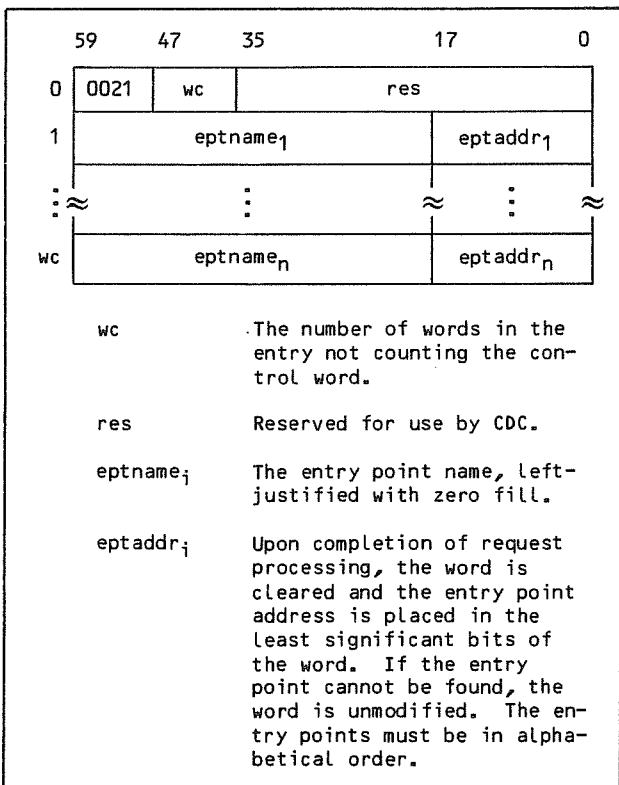 59 47 35 17 0
0 0021 wc res
1 eptname₁ eptaddr₁
⋮ ≈ ⋮ ≈ ⋮ ≈
wc eptnameₙ eptaddrₙ
wc The number of words in the
entry not counting the con-
trol word.
res Reserved for use by CDC.
eptnameᵢ The entry point name, left-
justified with zero fill.
eptaddrᵢ Upon completion of request
processing, the word is
cleared and the entry point
address is placed in the
least significant bits of
the word. If the entry
point cannot be found, the
word is unmodified. The en-
try points must be in alpha-
betical order.